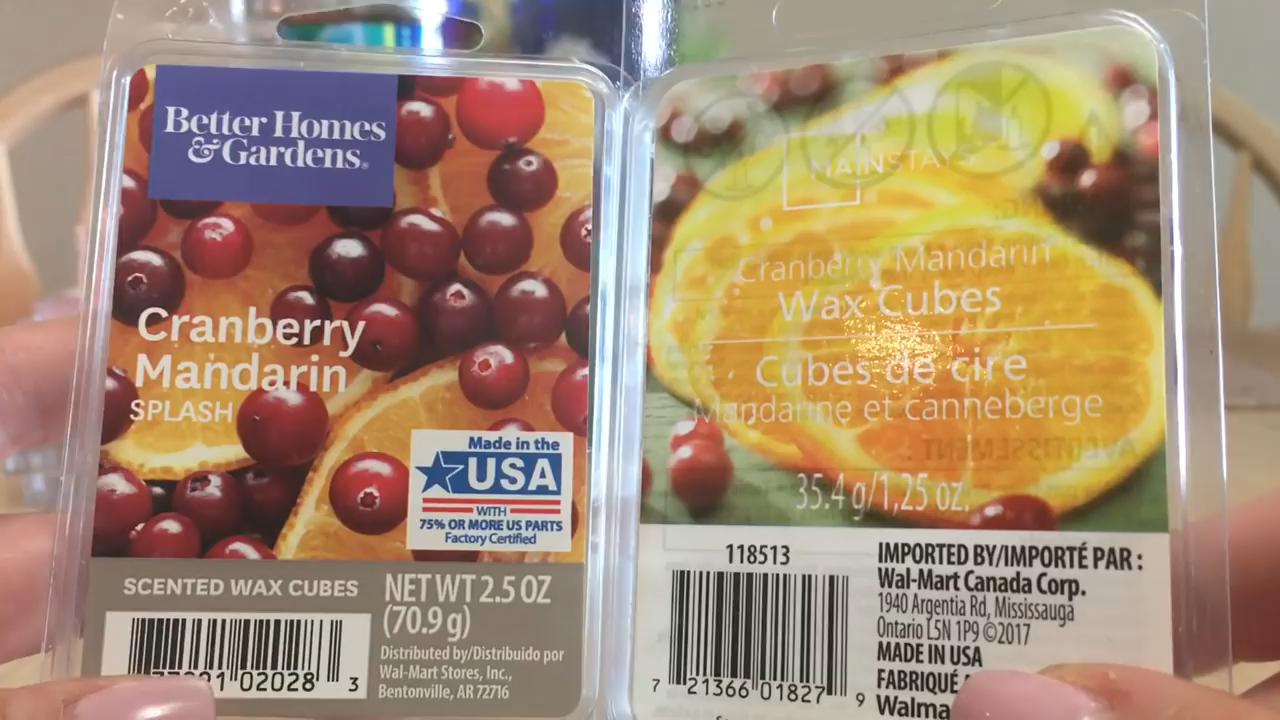 Better Homes
& Gardens®
Cranberry
Mandarin
SPLASH
Made in the
USA
WITH
75% OR MORE US PARTS
Factory Certified
SCENTED WAX CUBES
NET WT 2.5 OZ
(70.9 g)
Distributed by/Distribuido por
Wal-Mart Stores, Inc.,
Bentonville, AR 72716
02028 3
MAINSTAYS
Cranberry Mandarin
Wax Cubes
Cubes de cire
Mandarine et canneberge
35.4 g/1,25 oz.
118513
7 21366 01827 9
IMPORTED BY/IMPORTÉ PAR :
Wal-Mart Canada Corp.
1940 Argentia Rd, Mississauga
Ontario L5N 1P9 ©2017
MADE IN USA
FABRIQUÉ
Walma
AVERTISSEMENT :